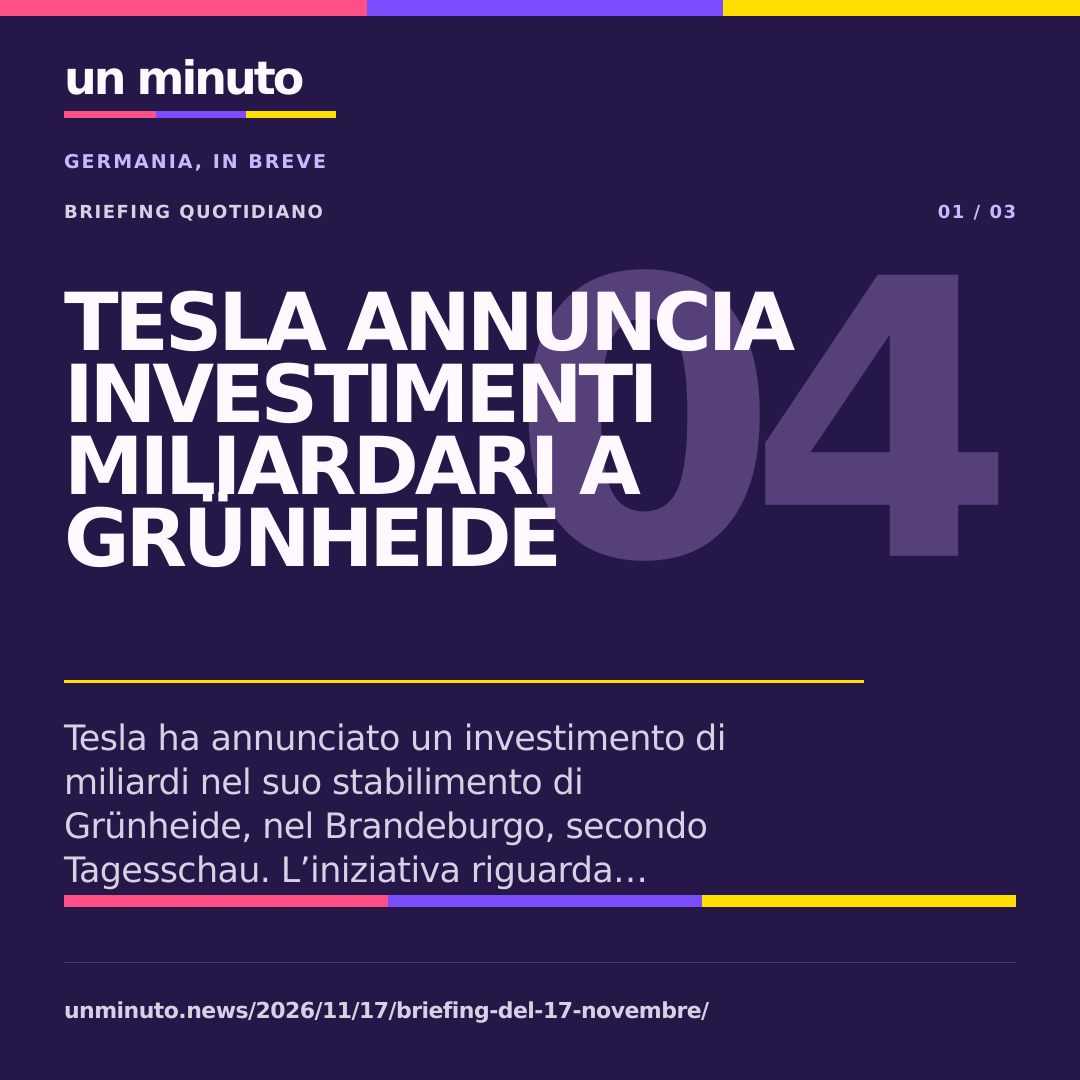 un minuto
GERMANIA, IN BREVE
BRIEFING QUOTIDIANO
01 / 03
04
TESLA ANNUNCIA
INVESTIMENTI
MILIARDARI A
GRÜNHEIDE
Tesla ha annunciato un investimento di
miliardi nel suo stabilimento di
Grünheide, nel Brandeburgo, secondo
Tagesschau. L’iniziativa riguarda…
unminuto.news/2026/11/17/briefing-del-17-novembre/